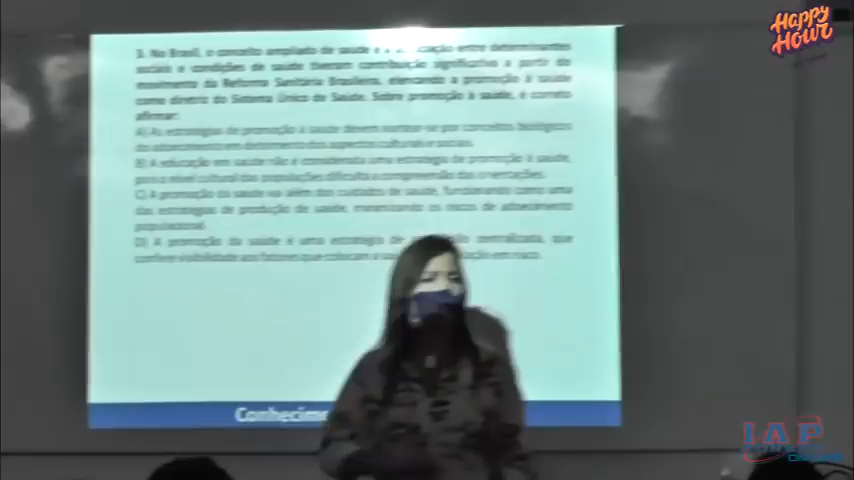 HAPPY
HOUR
3. No Brasil, o conceito ampliado de saúde e a entre determinantes
sociais e condições de saúde tiveram contribuição significativa a partir do
movimento da Reforma Sanitária Brasileira, elencando a promoção à saúde
como diretriz do Sistema Único de Saúde. Sobre promoção à saúde, é correto
afirmar:
A) As estratégias de promoção à saúde devem nortear-se por conceitos biológicos
do adoecimento em detrimento dos aspectos culturais e sociais.
B) A educação em saúde não é considerada uma estratégia de promoção à saúde,
pois o nível cultural das populações dificulta a compreensão das orientações.
C) A promoção da saúde vai além dos cuidados de saúde, funcionando como uma
das estratégias de produção de saúde, minimizando os riscos de adoecimento
populacional.
D) A promoção da saúde é uma estratégia de centralizada, que
confere visibilidade aos fatores que colocam a em risco.
Conhecime
IAP